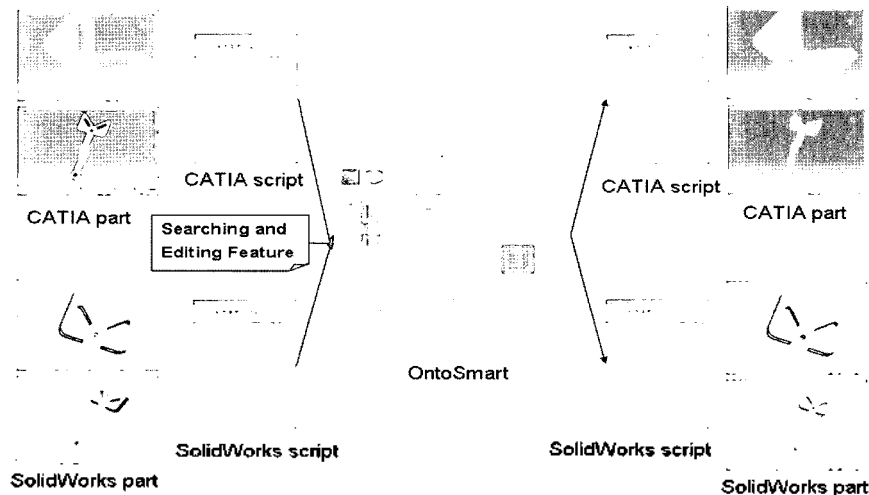 CATIA script
CATIA part
Searching and
Editing Feature
CATIA script
CATIA part
OntoSmart
SolidWorks script
SolidWorks part
SolidWorks script
SolidWorks part